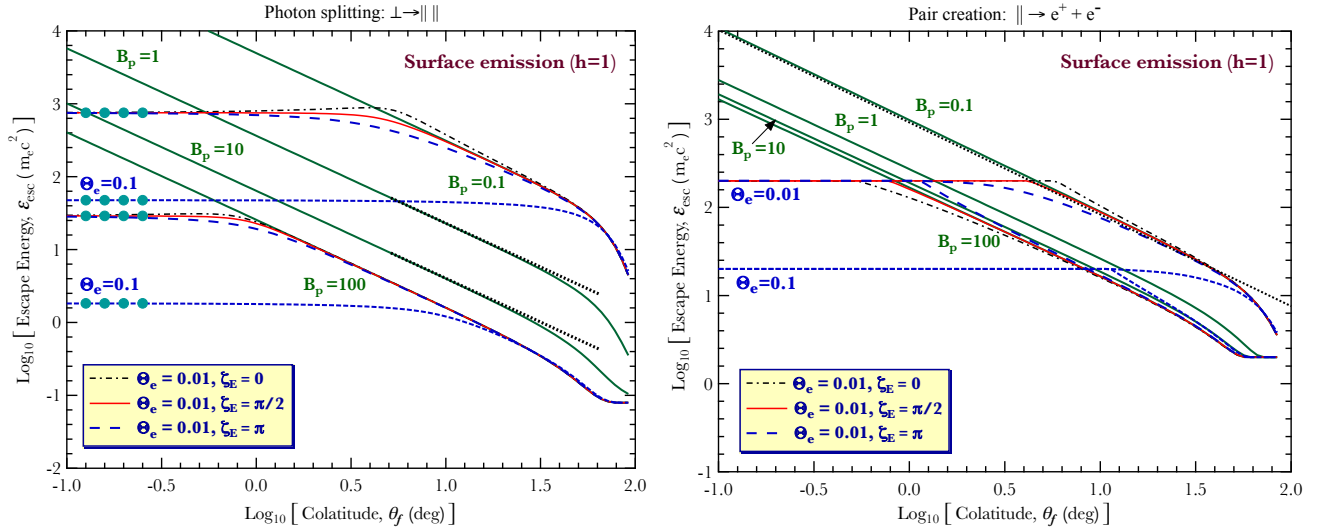 Photon splitting: ⊥→|| ||
4
3
2
1
0
-1
-2
-1.0
-0.5
0.0
0.5
1.0
1.5
2.0
Log₁₀ [ Escape Energy, ε_esc ( m_e c² ) ]
Log₁₀ [ Colatitude, θ_f (deg) ]
B_p = 1
Surface emission (h=1)
B_p = 10
B_p = 0.1
Θ_e = 0.1
Θ_e = 0.1
B_p = 100
Θ_e = 0.01, ζ_E = 0
Θ_e = 0.01, ζ_E = π/2
Θ_e = 0.01, ζ_E = π
Pair creation: || → e⁺ + e⁻
4
3
2
1
0
-1
-1.0
-0.5
0.0
0.5
1.0
1.5
2.0
Log₁₀ [ Escape Energy, ε_esc ( m_e c² ) ]
Log₁₀ [ Colatitude, θ_f (deg) ]
Surface emission (h=1)
B_p = 0.1
B_p = 1
B_p = 10
Θ_e = 0.01
B_p = 100
Θ_e = 0.1
Θ_e = 0.01, ζ_E = 0
Θ_e = 0.01, ζ_E = π/2
Θ_e = 0.01, ζ_E = π